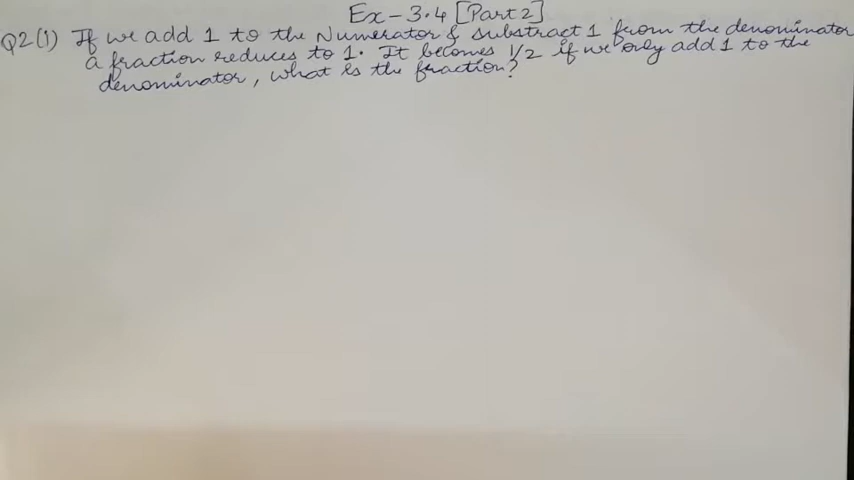 Ex-3.4 [Part 2]
Q2(1) If we add 1 to the Numerator & substract 1 from the denominator
a fraction reduces to 1. It becomes 1/2 if we only add 1 to the
denominator, what is the fraction?